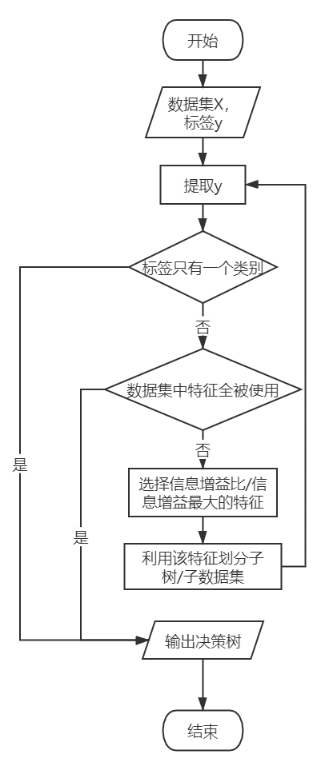 开始
数据集X，
标签y
提取y
标签只有一个类别
否
数据集中特征全被使用
否
是
选择信息增益比/信
息增益最大的特征
是
利用该特征划分子
树/子数据集
输出决策树
结束